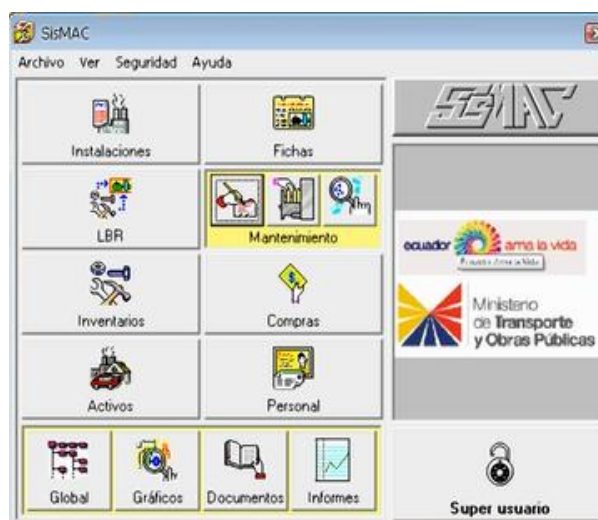 SisMAC
Archivo Ver Seguridad Ayuda
Instalaciones
Fichas
LBR
Mantenimiento
Inventarios
Compras
Activos
Personal
Global
Gráficos
Documentos
Informes
SisMAC
ecuador ama la vida
Ministerio
de Transporte
y Obras Públicas
Super usuario